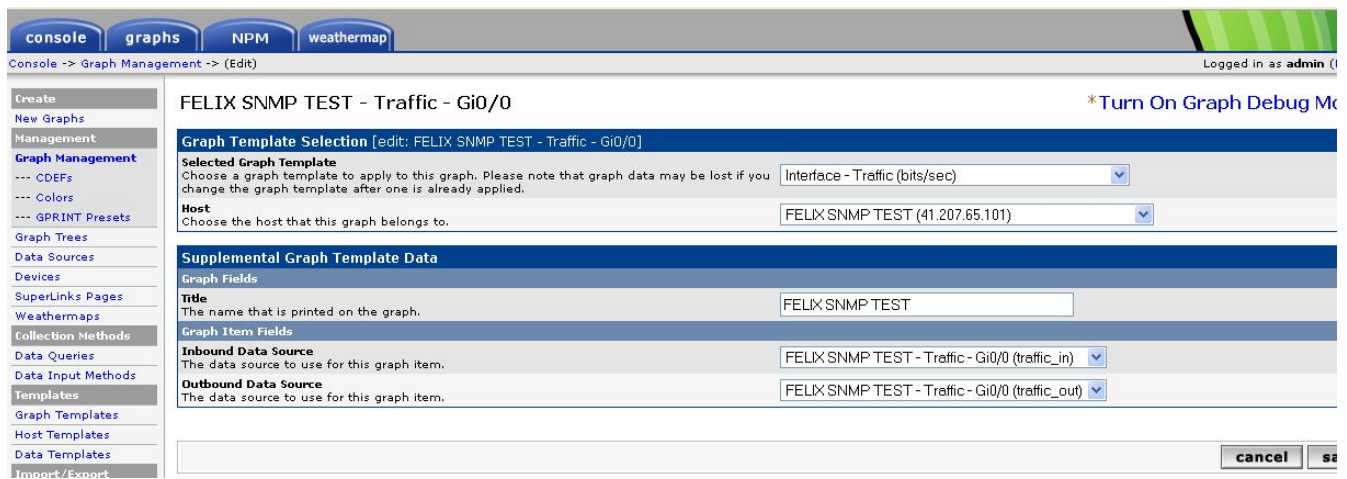 console graphs NPM weathermap
Console -> Graph Management -> (Edit)
Logged in as admin (
Create
New Graphs
Management
Graph Management
--- CDEFs
--- Colors
--- GPRINT Presets
Graph Trees
Data Sources
Devices
SuperLinks Pages
Weathermaps
Collection Methods
Data Queries
Data Input Methods
Templates
Graph Templates
Host Templates
Data Templates
Import/Export
FELIX SNMP TEST - Traffic - Gi0/0
*Turn On Graph Debug Mo
Graph Template Selection [edit: FELIX SNMP TEST - Traffic - Gi0/0]
Selected Graph Template
Choose a graph template to apply to this graph. Please note that graph data may be lost if you
change the graph template after one is already applied.
Interface - Traffic (bits/sec)
Host
Choose the host that this graph belongs to.
FELIX SNMP TEST (41.207.65.101)
Supplemental Graph Template Data
Graph Fields
Title
The name that is printed on the graph.
FELIX SNMP TEST
Graph Item Fields
Inbound Data Source
The data source to use for this graph item.
FELIX SNMP TEST - Traffic - Gi0/0 (traffic_in)
Outbound Data Source
The data source to use for this graph item.
FELIX SNMP TEST - Traffic - Gi0/0 (traffic_out)
cancel sa